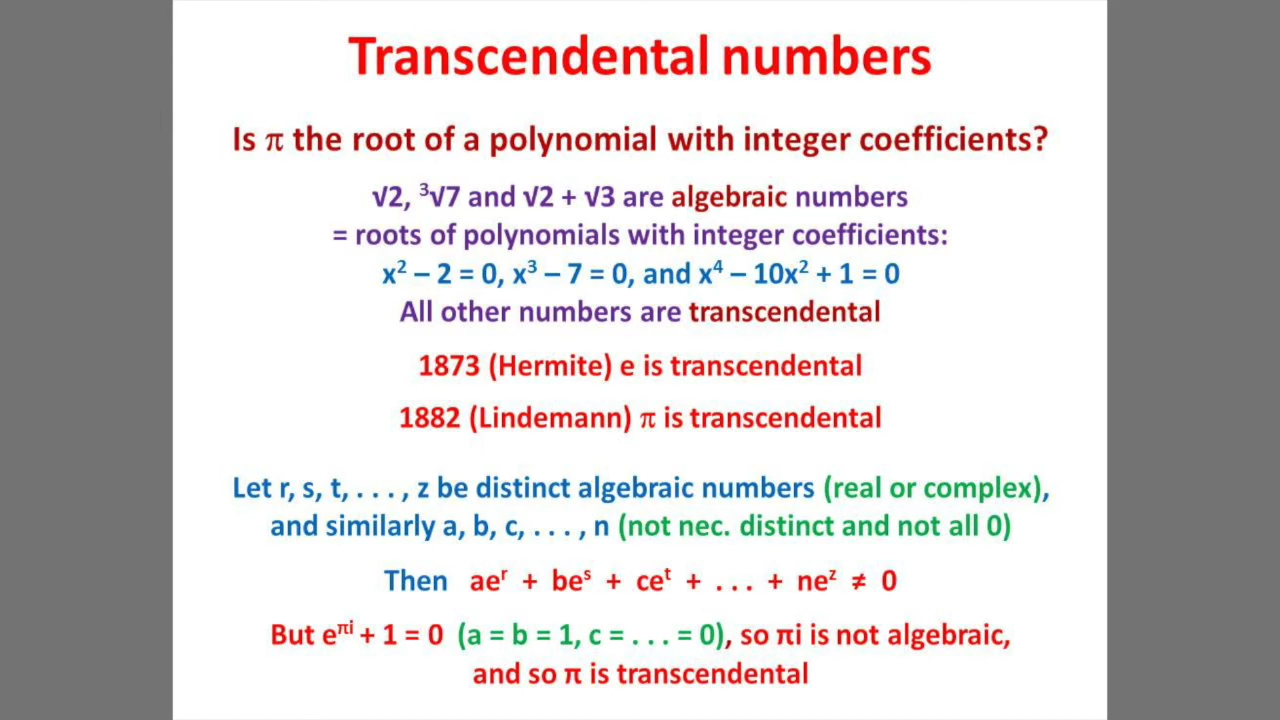 Transcendental numbers
Is π the root of a polynomial with integer coefficients?
√2, ³√7 and √2 + √3 are algebraic numbers
= roots of polynomials with integer coefficients:
x² – 2 = 0, x³ – 7 = 0, and x⁴ – 10x² + 1 = 0
All other numbers are transcendental
1873 (Hermite) e is transcendental
1882 (Lindemann) π is transcendental
Let r, s, t, . . . , z be distinct algebraic numbers (real or complex),
and similarly a, b, c, . . . , n (not nec. distinct and not all 0)
Then aeʳ + beˢ + ceᵗ + . . . + neᶻ ≠ 0
But e^πi + 1 = 0 (a = b = 1, c = . . . = 0), so πi is not algebraic,
and so π is transcendental